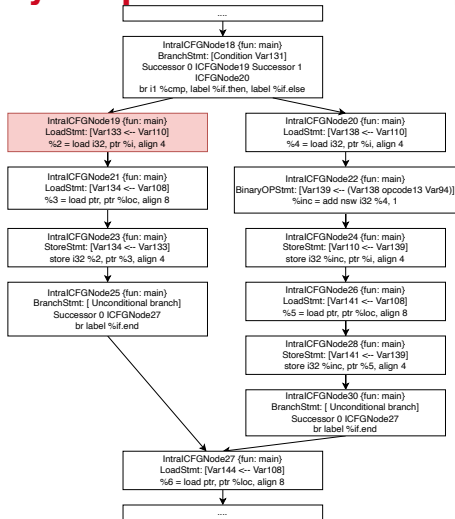 ....
IntraICFGNode18 {fun: main}
BranchStmt: [Condition Var131]
Successor 0 ICFGNode19 Successor 1
ICFGNode20
br i1 %cmp, label %if.then, label %if.else
IntraICFGNode19 {fun: main}
LoadStmt: [Var133 <-- Var110]
%2 = load i32, ptr %i, align 4
IntraICFGNode20 {fun: main}
LoadStmt: [Var138 <-- Var110]
%4 = load i32, ptr %i, align 4
IntraICFGNode21 {fun: main}
LoadStmt: [Var134 <-- Var108]
%3 = load ptr, ptr %loc, align 8
IntraICFGNode22 {fun: main}
BinaryOPStmt: [Var139 <-- (Var138 opcode13 Var94)]
%inc = add nsw i32 %4, 1
IntraICFGNode23 {fun: main}
StoreStmt: [Var134 <-- Var133]
store i32 %2, ptr %3, align 4
IntraICFGNode24 {fun: main}
StoreStmt: [Var110 <-- Var139]
store i32 %inc, ptr %i, align 4
IntraICFGNode25 {fun: main}
BranchStmt: [ Unconditional branch]
Successor 0 ICFGNode27
br label %if.end
IntraICFGNode26 {fun: main}
LoadStmt: [Var141 <-- Var108]
%5 = load ptr, ptr %loc, align 8
IntraICFGNode28 {fun: main}
StoreStmt: [Var141 <-- Var139]
store i32 %inc, ptr %5, align 4
IntraICFGNode30 {fun: main}
BranchStmt: [ Unconditional branch]
Successor 0 ICFGNode27
br label %if.end
IntraICFGNode27 {fun: main}
LoadStmt: [Var144 <-- Var108]
%6 = load ptr, ptr %loc, align 8
....